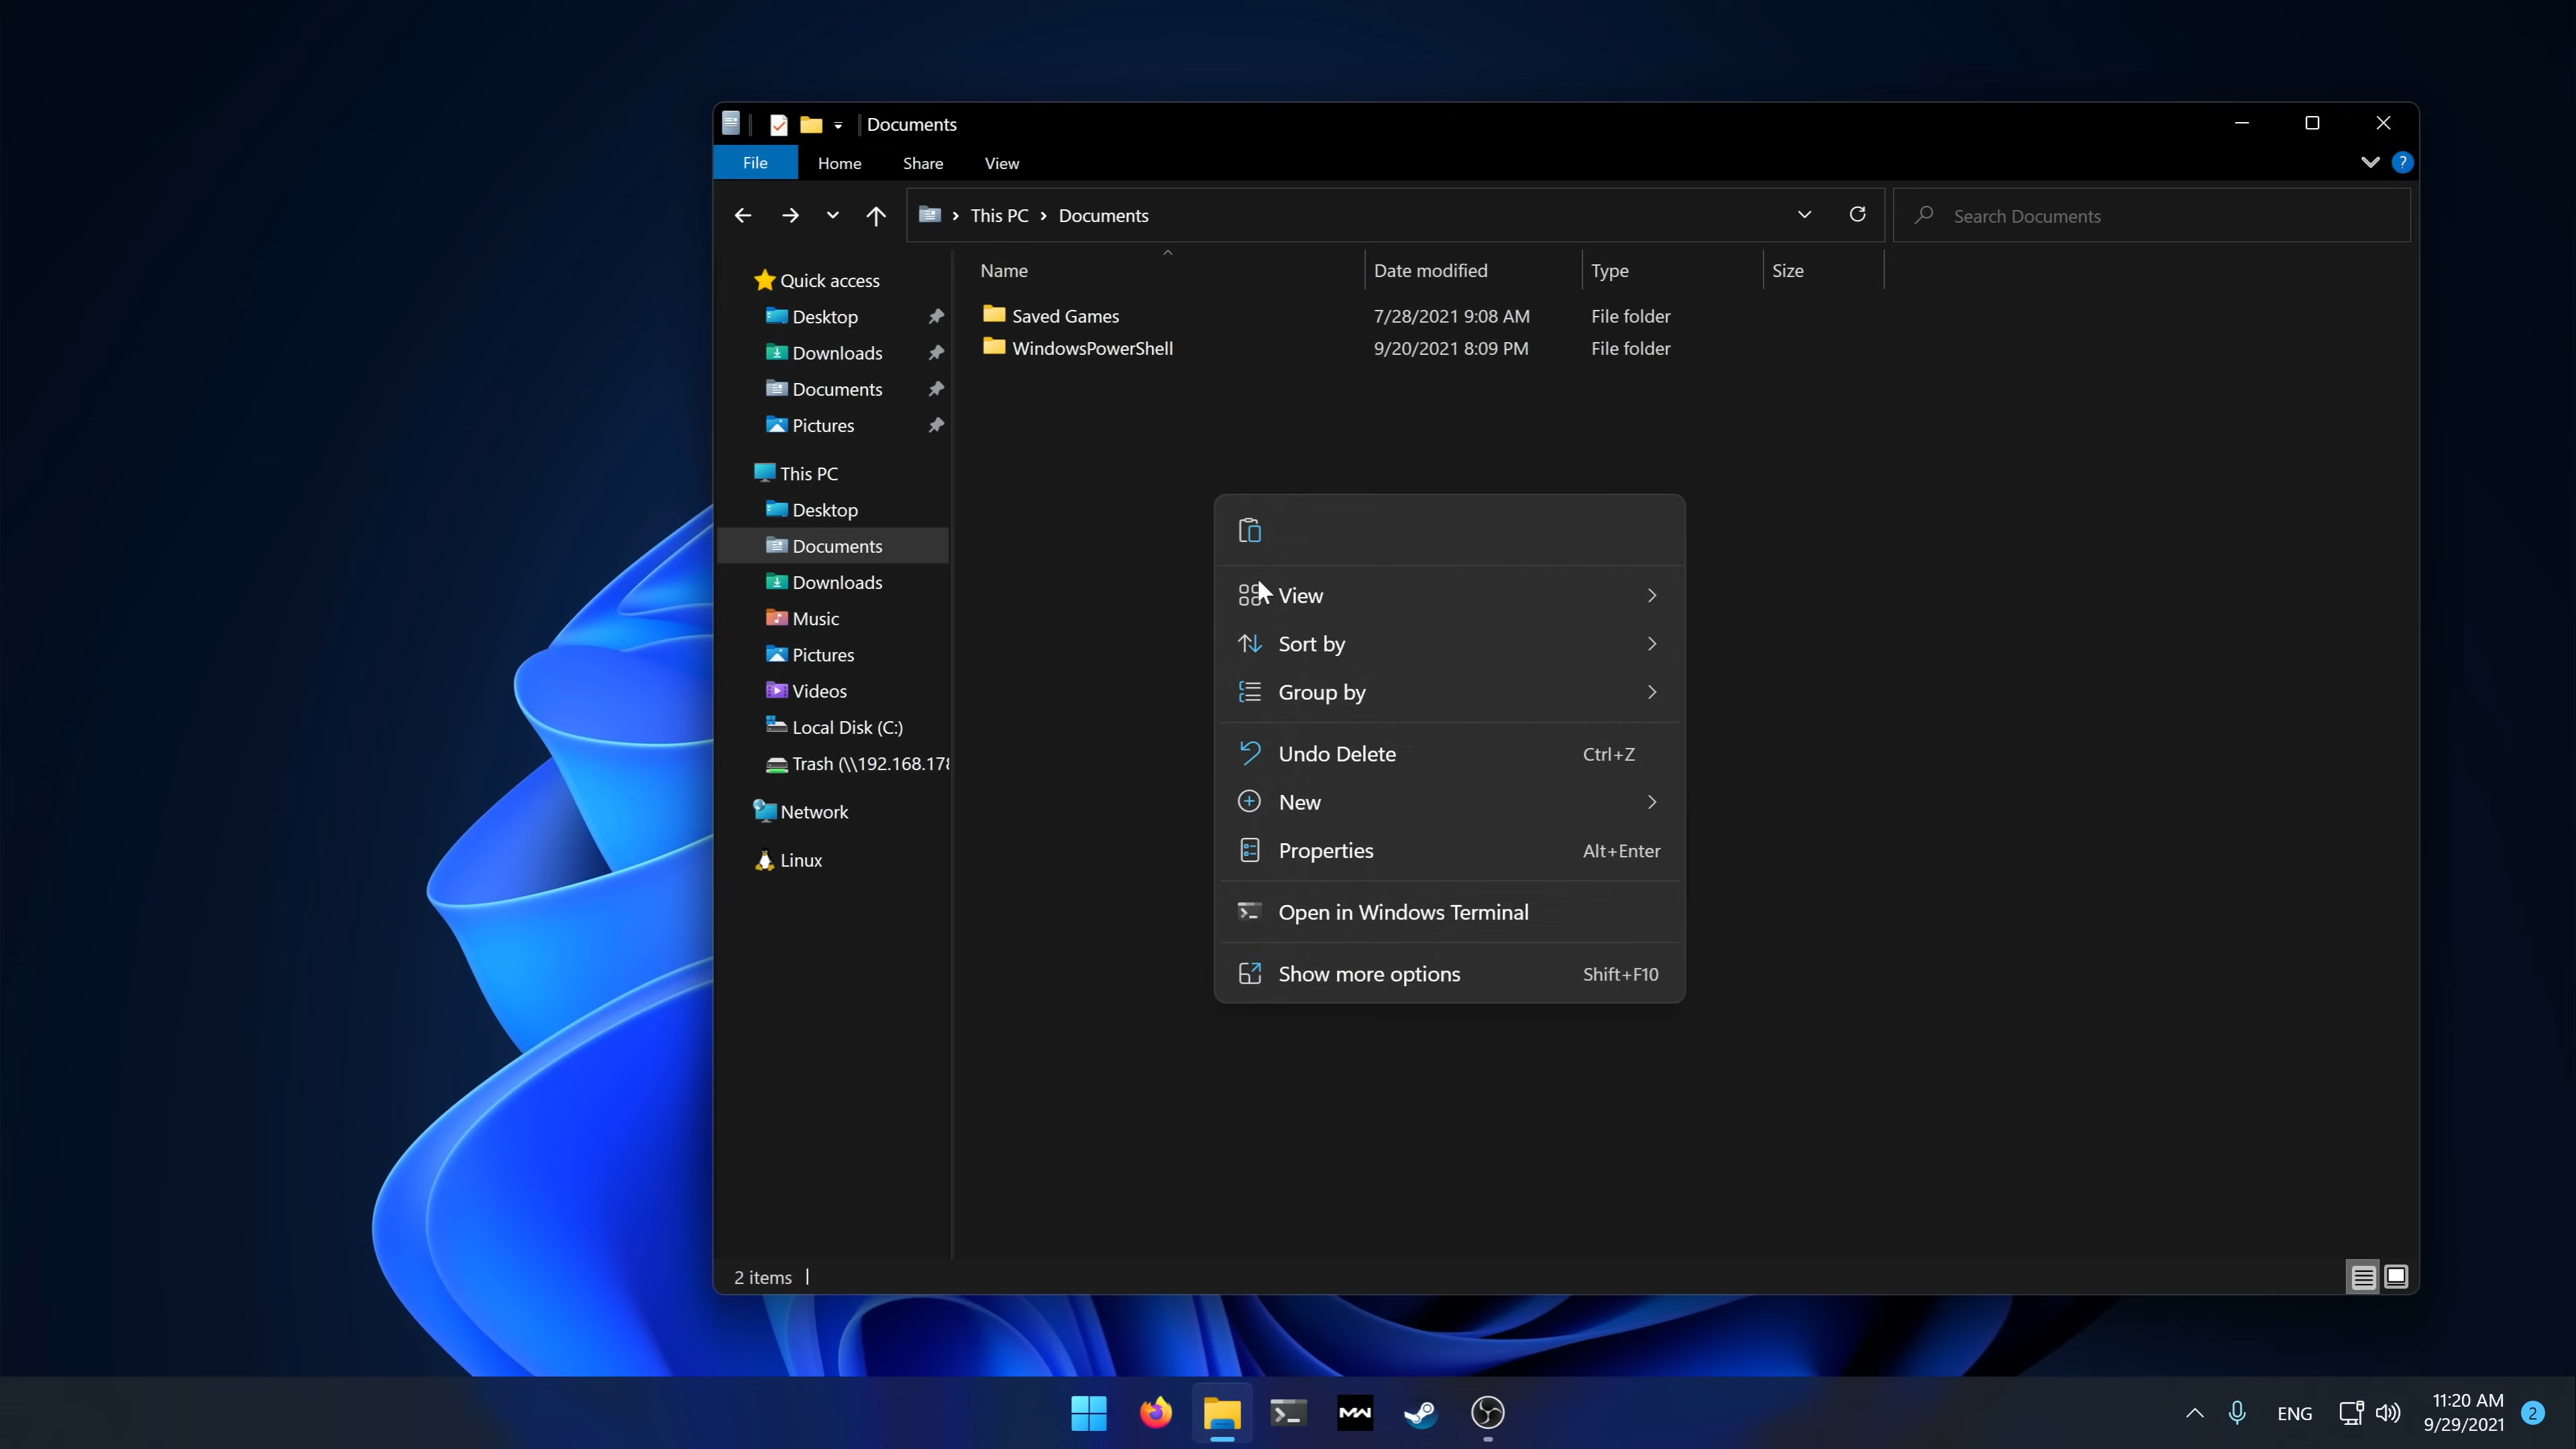 Documents
File Home Share View ?
This PC Documents Search Documents
Name Date modified Type Size
Saved Games 7/28/2021 9:08 AM File folder
WindowsPowerShell 9/20/2021 8:09 PM File folder
Quick access
Desktop
Downloads
Documents
Pictures
This PC
Desktop
Documents
Downloads
Music
Pictures
Videos
Local Disk (C:)
Trash (\\192.168.178
Network
Linux
View
Sort by
Group by
Undo Delete Ctrl+Z
New
Properties Alt+Enter
Open in Windows Terminal
Show more options Shift+F10
2 items
MW
ENG
11:20 AM
9/29/2021
2